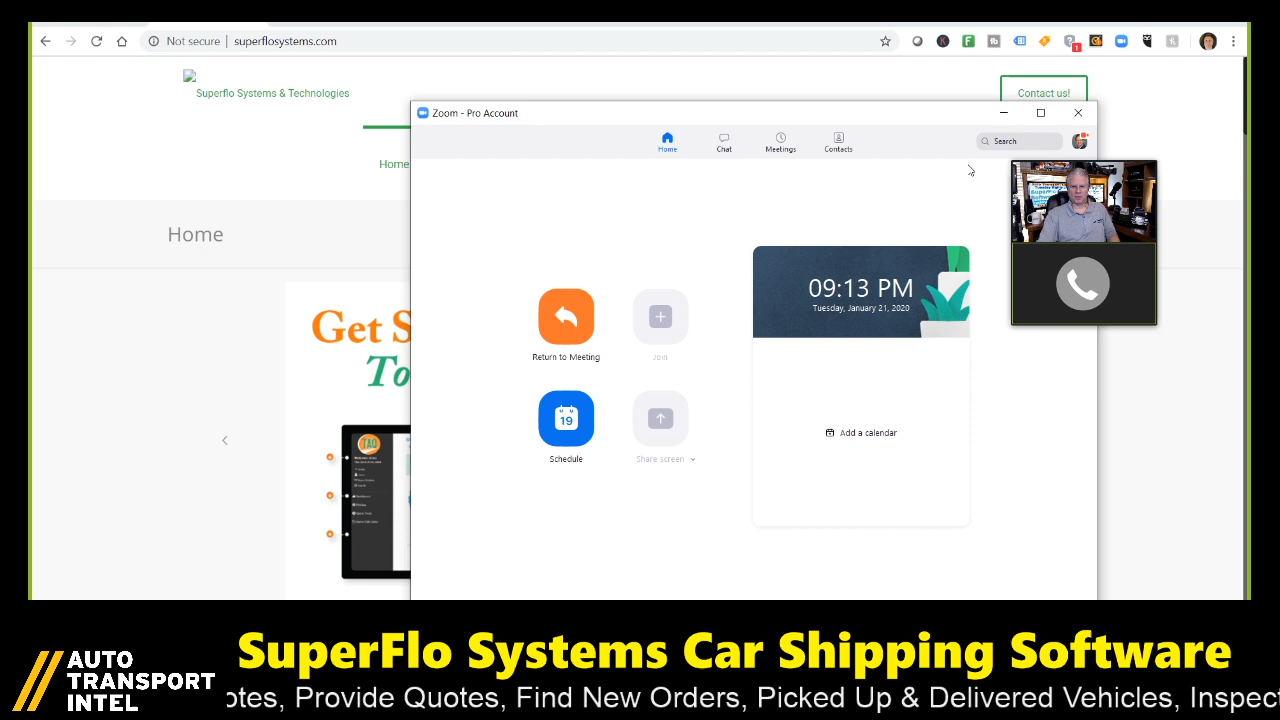 Not secure | superflosystems.com
Superflo Systems & Technologies
Contact us!
Home
Zoom - Pro Account
Home
Chat
Meetings
Contacts
Search
Home
Get S
To
TAQ
09:13 PM
Tuesday, January 21, 2020
Return to Meeting
Join
19
Schedule
Share screen
Add a calendar
SuperFlo Systems Car Shipping Software
AUTO
TRANSPORT
INTEL
otes, Provide Quotes, Find New Orders, Picked Up & Delivered Vehicles, Inspect